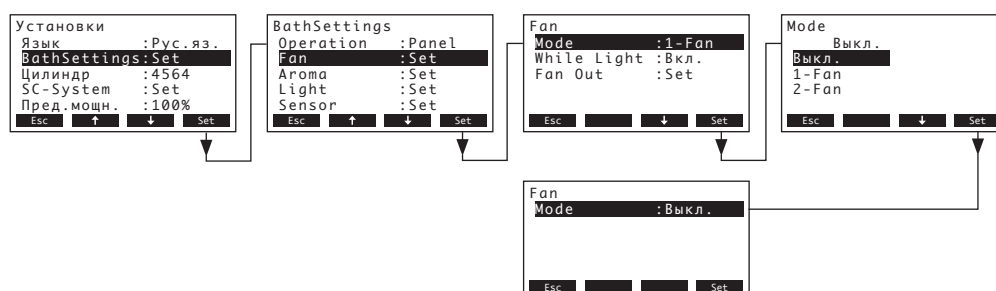 Установки
Язык :Рус.яз.
BathSettings:Set
Цилиндр :4564
SC-System :Set
Пред.мощн. :100%
Esc ↑ ↓ Set
BathSettings
Operation :Panel
Fan :Set
Aroma :Set
Light :Set
Sensor :Set
Esc ↑ ↓ Set
Fan
Mode :1-Fan
While Light :Вкл.
Fan Out :Set
Esc ↓ Set
Mode
Выкл.
Выкл.
1-Fan
2-Fan
Esc ↓ Set
Fan
Mode :Выкл.
Esc Set